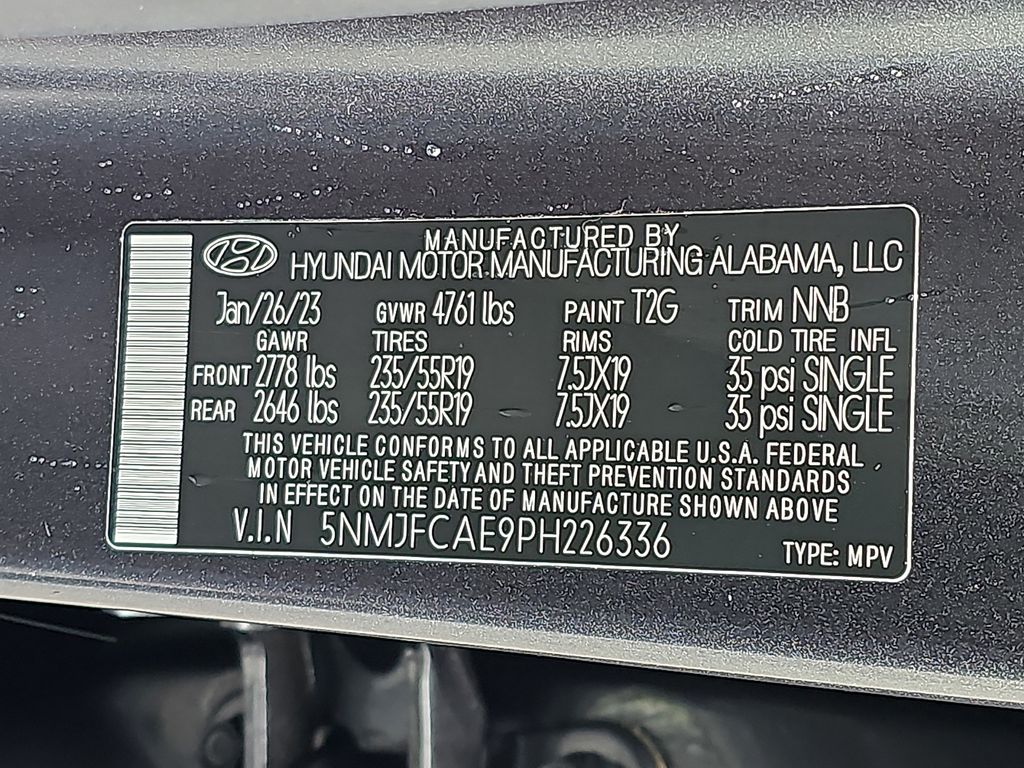 MANUFACTURED BY
HYUNDAI MOTOR MANUFACTURING ALABAMA, LLC
Jan/26/23 GVWR 4761 lbs PAINT T2G TRIM NNB
GAWR TIRES RIMS COLD TIRE INFL
FRONT 2778 lbs 235/55R19 7.5JX19 35 psi SINGLE
REAR 2646 lbs 235/55R19 7.5JX19 35 psi SINGLE
THIS VEHICLE CONFORMS TO ALL APPLICABLE U.S.A. FEDERAL
MOTOR VEHICLE SAFETY AND THEFT PREVENTION STANDARDS
IN EFFECT ON THE DATE OF MANUFACTURE SHOWN ABOVE
V.I.N 5NMJFCAE9PH226336
TYPE: MPV